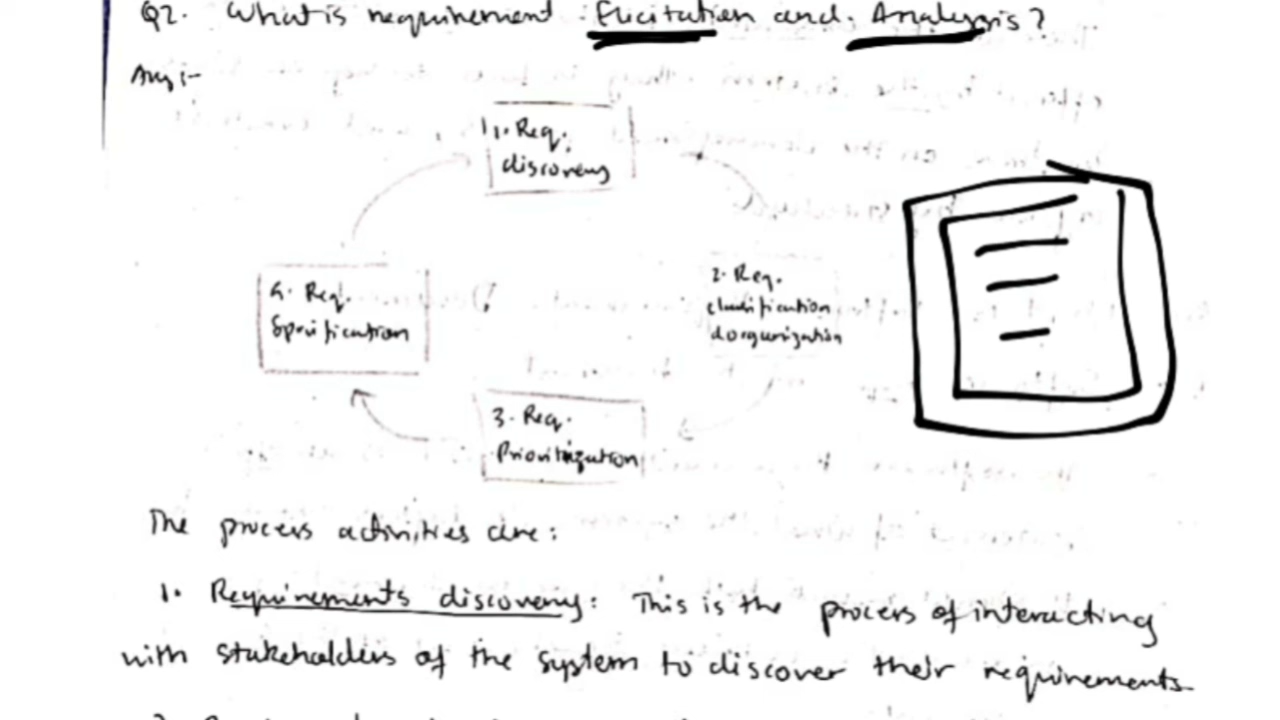 Q2. What is requirement Elicitation and Analysis?
Ans:-
1. Req.
discovery
4. Req.
Specification
2. Req.
classification
& organization
3. Req.
Prioritization
The process activities are:
1. Requirements discovery: This is the process of interacting
with stakeholders of the system to discover their requirements